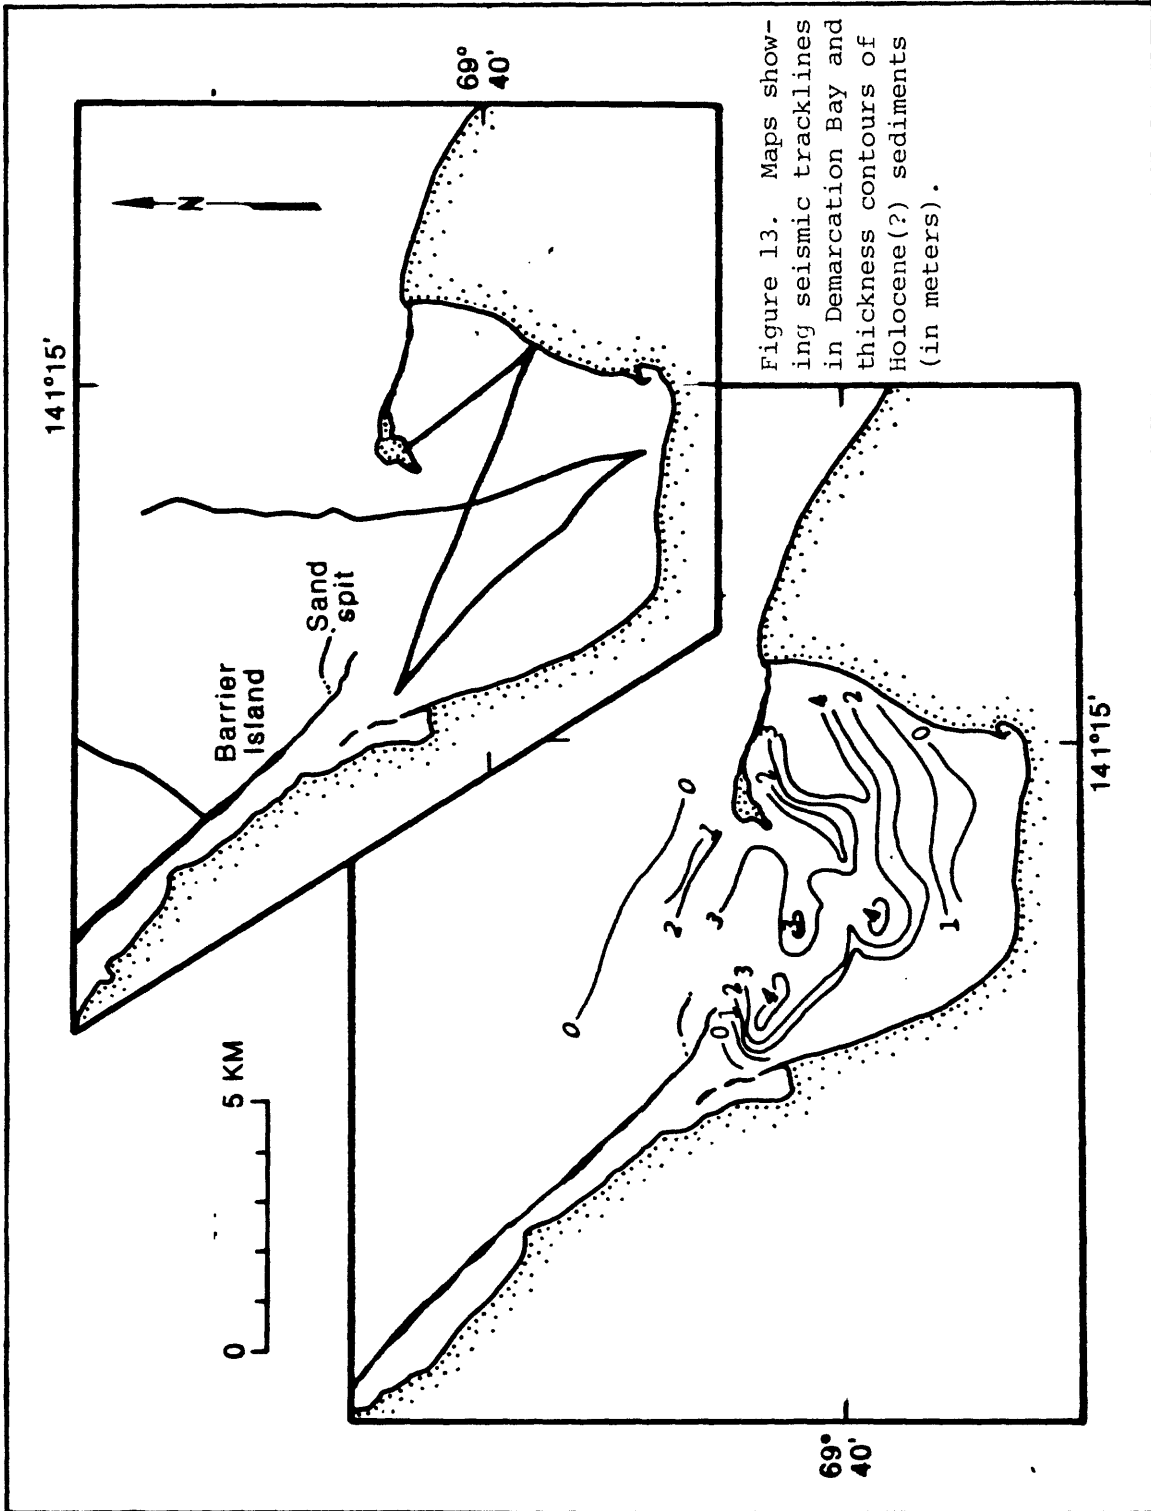 141°15'
69°
40'
N
Barrier
Island
Sand
spit
0 5 KM
Figure 13. Maps show-
ing seismic tracklines
in Demarcation Bay and
thickness contours of
Holocene(?) sediments
(in meters).
0
0
1
2
3
2
4
2
0
0
1
2
3
4
3
4
1
69°
40'
141°15'